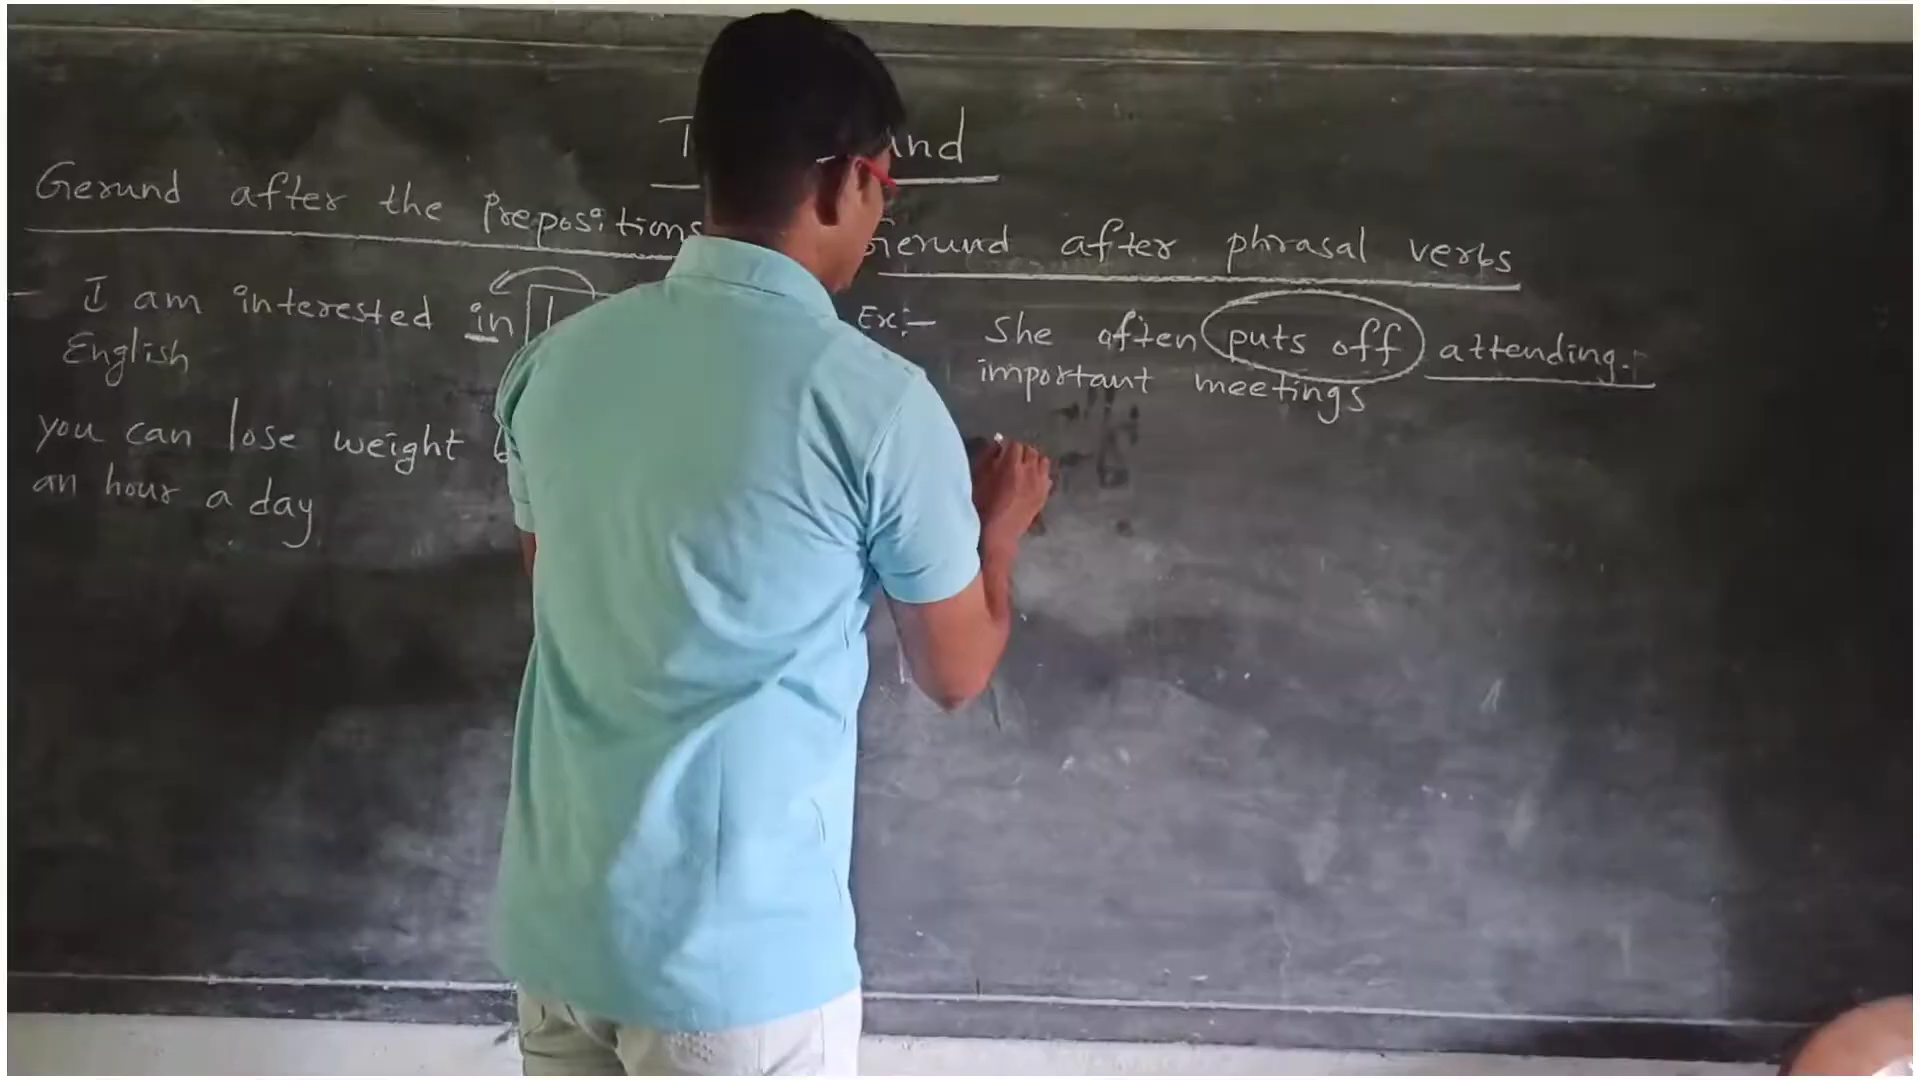 Gerund after the Prepositions
I am interested in
English
you can lose weight
an hour a day
Gerund after phrasal verbs
Ex:- She often puts off attending
important meetings